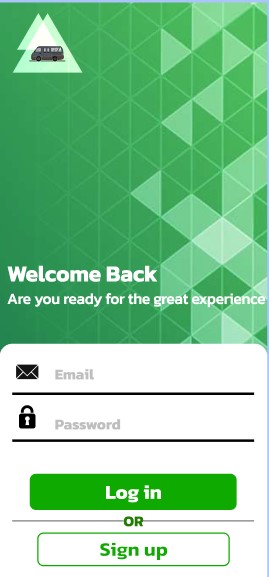 Welcome Back
Are you ready for the great experience
Email
Password
Log in
OR
Sign up